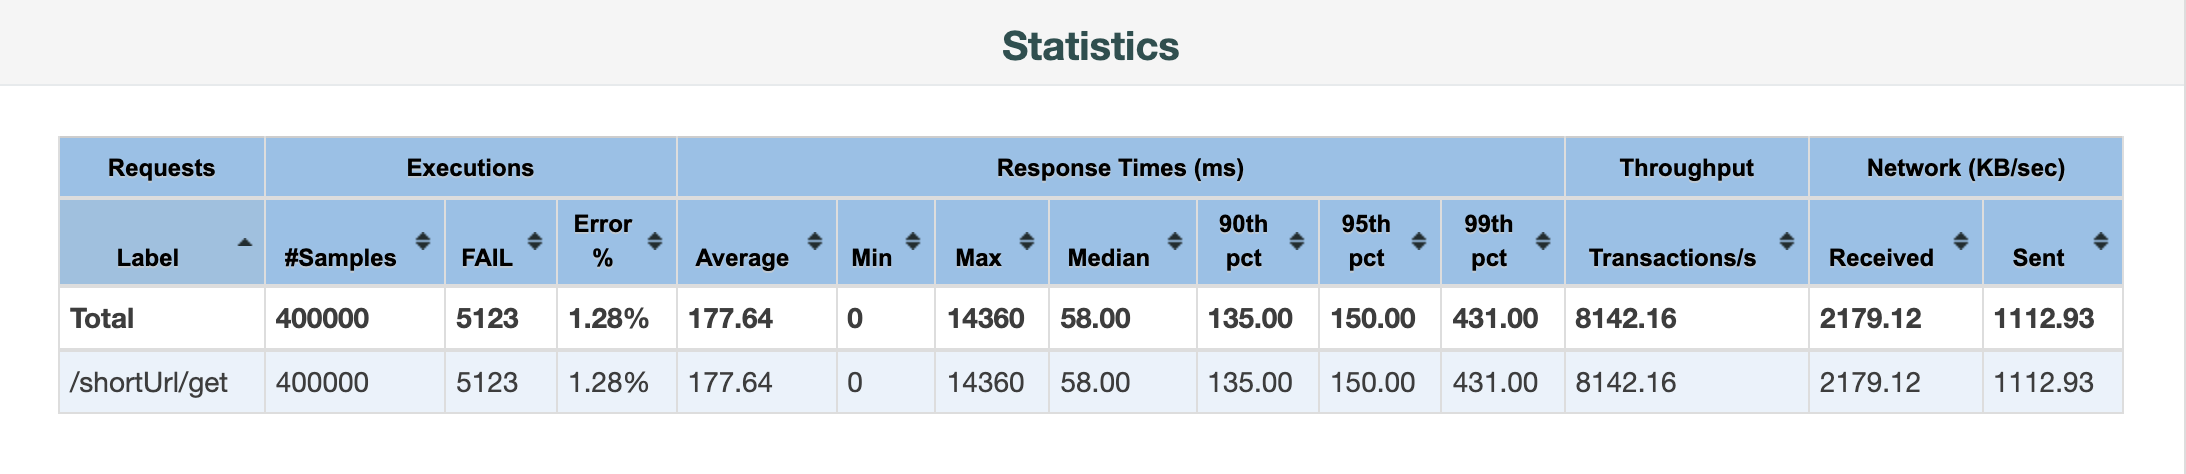 Statistics
Requests Executions Response Times (ms) Throughput Network (KB/sec)
Label #Samples FAIL Error % Average Min Max Median 90th pct 95th pct 99th pct Transactions/s Received Sent
Total 400000 5123 1.28% 177.64 0 14360 58.00 135.00 150.00 431.00 8142.16 2179.12 1112.93
/shortUrl/get 400000 5123 1.28% 177.64 0 14360 58.00 135.00 150.00 431.00 8142.16 2179.12 1112.93